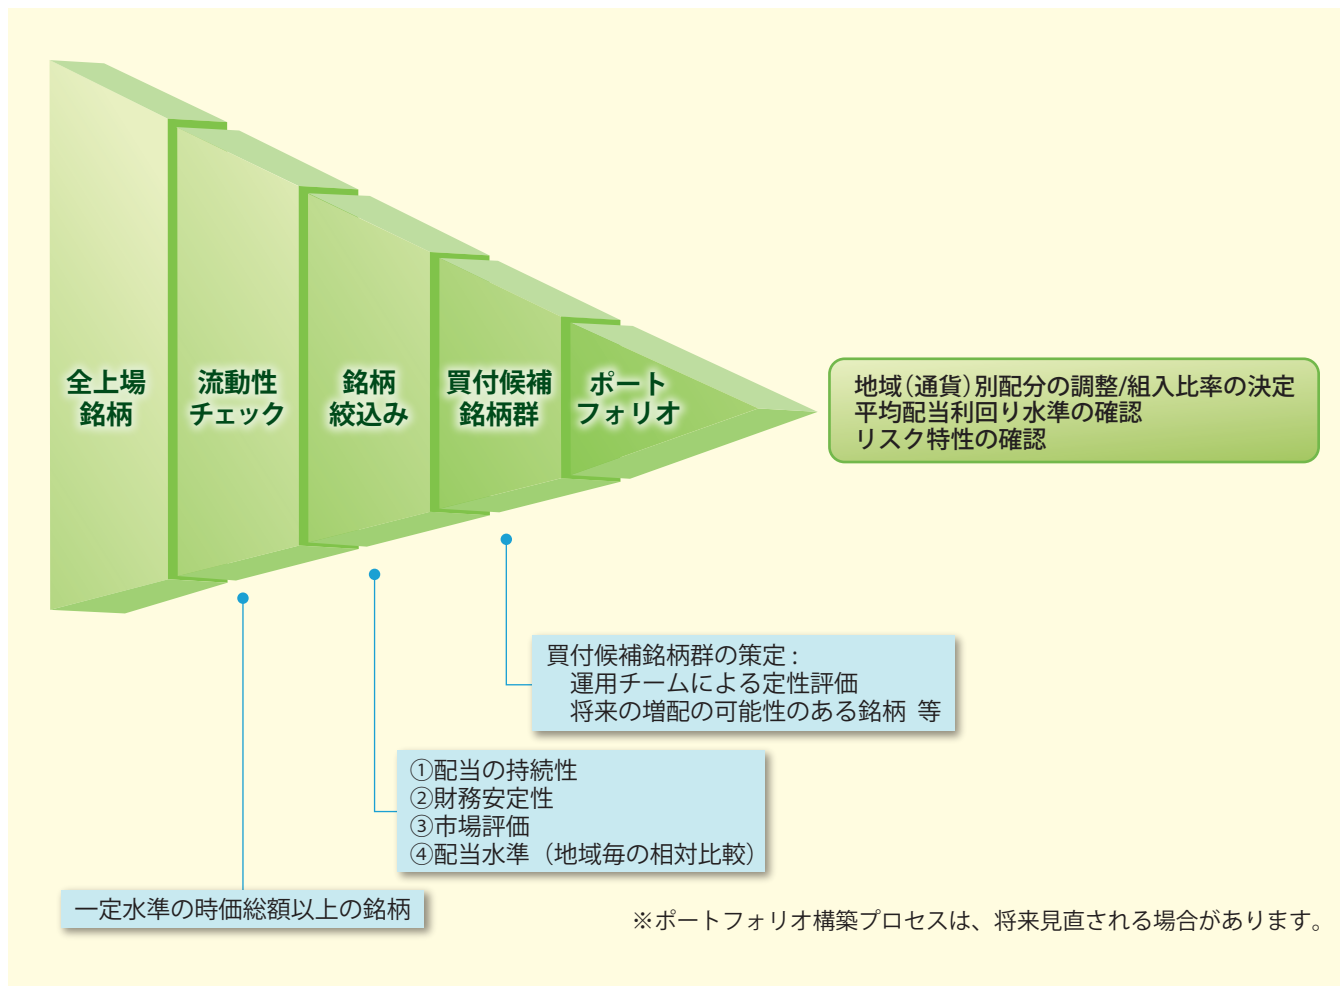 全上場
銘柄
流動性
チェック
銘柄
絞込み
買付候補
銘柄群
ポート
フォリオ
地域(通貨)別配分の調整/組入比率の決定
平均配当利回り水準の確認
リスク特性の確認
買付候補銘柄群の策定:
運用チームによる定性評価
将来の増配の可能性のある銘柄 等
①配当の持続性
②財務安定性
③市場評価
④配当水準（地域毎の相対比較）
一定水準の時価総額以上の銘柄
※ポートフォリオ構築プロセスは、将来見直される場合があります。